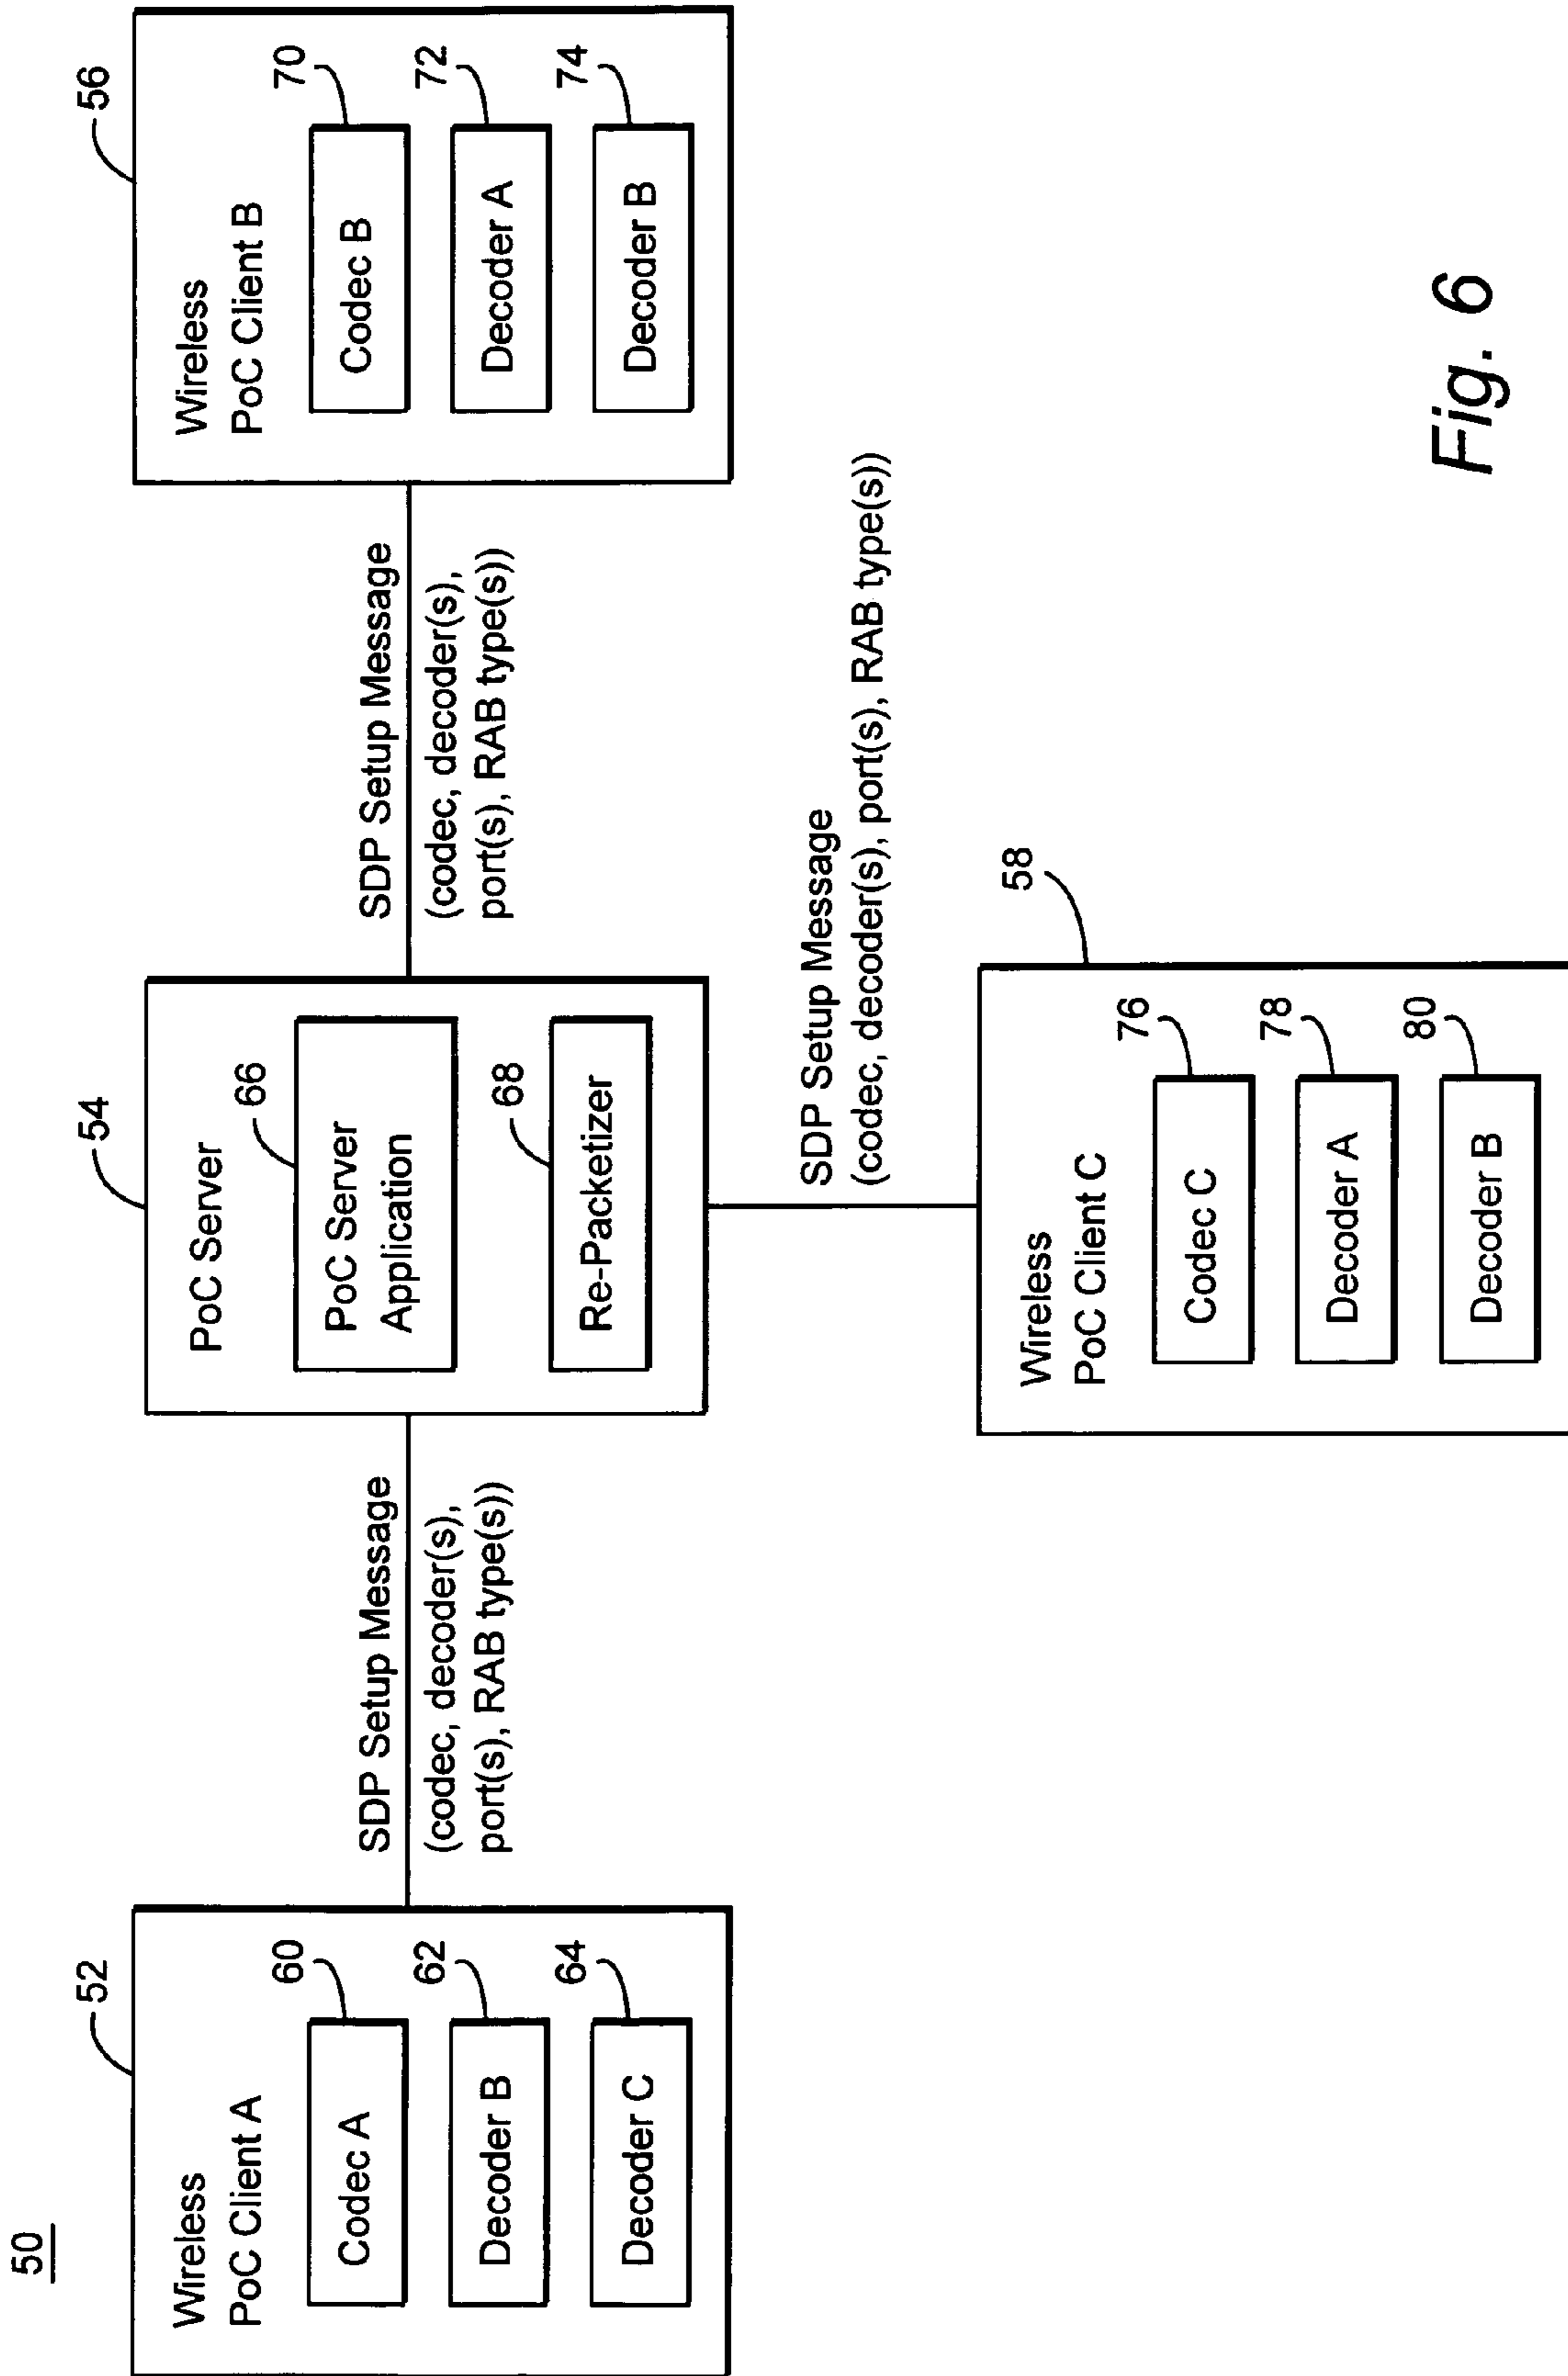 50
52
Wireless
PoC Client A
Codec A
60
Decoder B
62
Decoder C
64
SDP Setup Message
(codec, decoder(s),
port(s), RAB type(s))
54
PoC Server
66
PoC Server
Application
68
Re-Packetizer
SDP Setup Message
(codec, decoder(s),
port(s), RAB type(s))
56
Wireless
PoC Client B
Codec B
70
Decoder A
72
Decoder B
74
SDP Setup Message
(codec, decoder(s), port(s), RAB type(s))
58
Wireless
PoC Client C
Codec C
76
Decoder A
78
Decoder B
80
Fig. 6